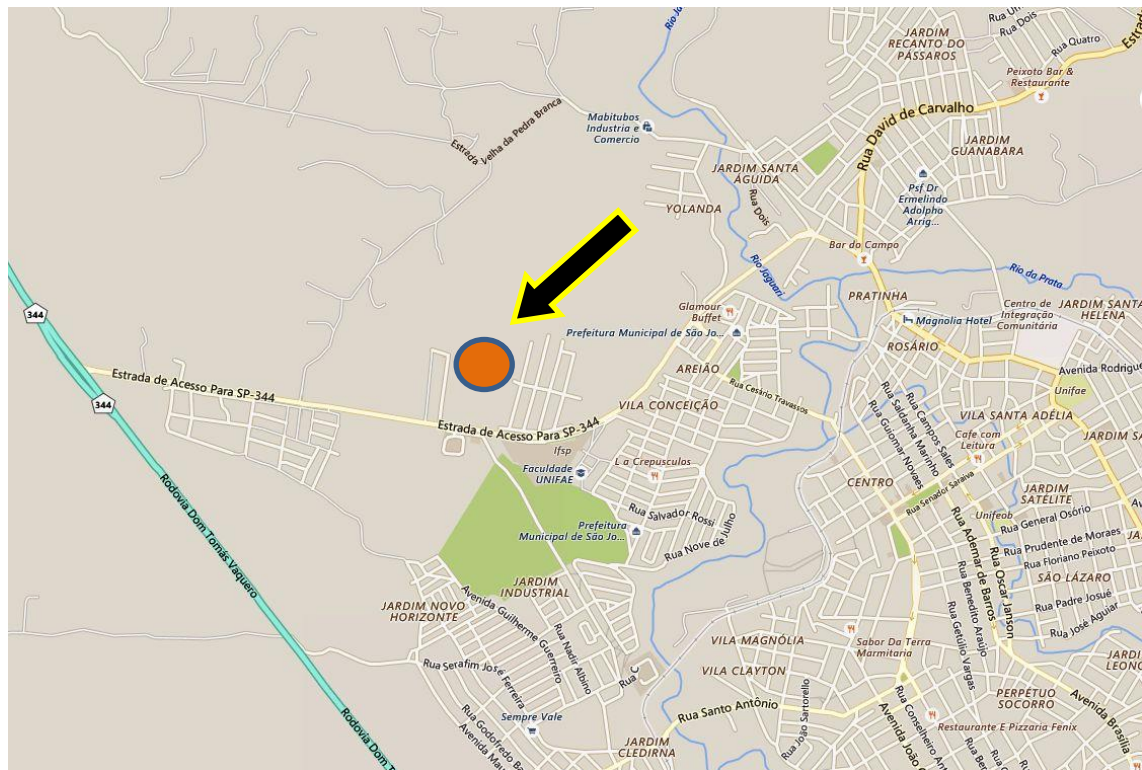 JARDIM
RECANTO DO
PÁSSAROS
Rua Quatro
Peixoto Bar &
Restaurante
Rua David de Carvalho
JARDIM
GUANABARA
Mabitubos
Industria e
Comercio
Estrada Velha da Pedra Branca
JARDIM SANTA
ÁGUIDA
Psf Dr
Ermelindo
Adolpho
Arrig...
YOLANDA
Rua Dois
Bar do Campo
Rio Jaguari
Rio da Prata
PRATINHA
Glamour
Buffet
Magnolia Hotel
Centro de
Integração
Comunitária
JARDIM SANTA
HELENA
344
Prefeitura Municipal de São Jo...
ROSÁRIO
Avenida Rodrigue
AREIÃO
Estrada de Acesso Para SP-344
Rua Cesário Travassos
Unifae
344
VILA CONCEIÇÃO
Rua Campos Sales
Rua Saldanha Marinho
Rua Guiomar Novaes
VILA SANTA ADÉLIA
Estrada de Acesso Para SP-344
Cafe com
Leitura
JARDIM SA
Ifsp
L a Crepusculos
Faculdade
UNIFAE
CENTRO
Rua Senador Saraiva
JARDIM
SATELITE
Rua Salvador Rossi
Unifeob
Rua General Osório
Prefeitura
Municipal de São Jo...
Rua Nove de Julho
Rua Prudente de Moraes
Rua Floriano Peixoto
Rodovia Dom Tomás Vaquero
Rua Ademar de Barros
Rua Oscar Janson
SÃO LÁZARO
JARDIM
INDUSTRIAL
Rua Benedito Araújo
Rua Getúlio Vargas
Rua Padre Josué
JARDIM NOVO
HORIZONTE
Avenida Guilherme Guerreiro
Rua José Aguiar
Rua Nadir Albino
VILA MAGNÓLIA
Sabor Da Terra
Marmitaria
Rua Serafim José Ferreira
Rua C
VILA CLAYTON
JARDI
LEONO
PERPÉTUO
SOCORRO
Rua Santo Antônio
Rua João Sartorello
Avenida Brasília
Sempre Vale
Restaurante E Pizzaria Fenix
Rua Conselheiro Ant
Avenida João
Rua Godofredo
Avenida Ma
JARDIM
CLEDIRNA
Rodovia Dom T